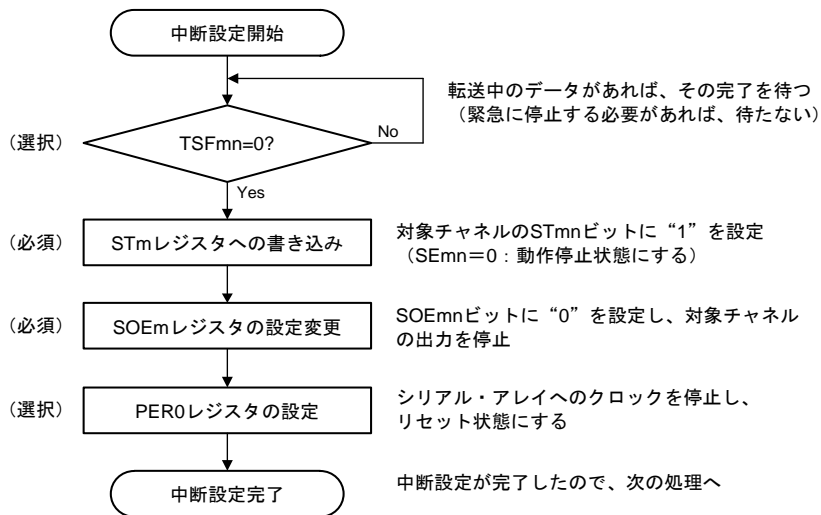 中断設定開始
転送中のデータがあれば、その完了を待つ
（緊急に停止する必要があれば、待たない）
（選択）
TSFmn=0?
No
Yes
（必須）
STmレジスタへの書き込み
対象チャネルのSTmnビットに“1”を設定
（SEmn＝0：動作停止状態にする）
（必須）
SOEmレジスタの設定変更
SOEmnビットに“0”を設定し、対象チャネル
の出力を停止
（選択）
PER0レジスタの設定
シリアル・アレイへのクロックを停止し、
リセット状態にする
中断設定完了
中断設定が完了したので、次の処理へ